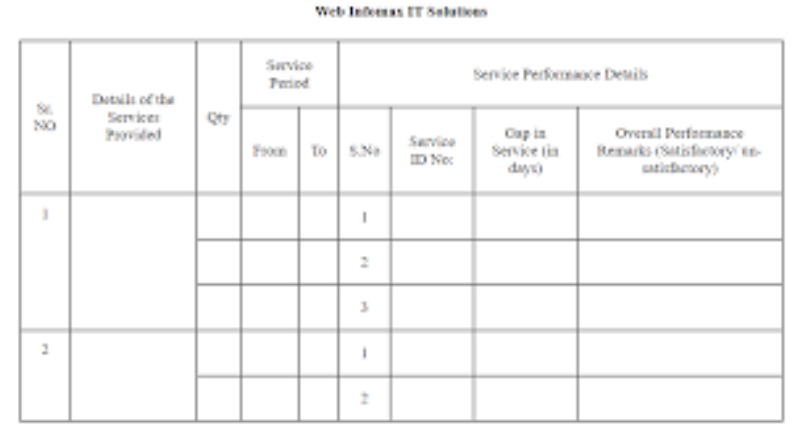 Web Infomax IT Solutions
Sr.
NO
Details of the
Services
Provided
Qty
Service
Period
Service Performance Details
From
To
S.No
Service
ID No:
Gap in
Service (in
days)
Overall Performance
Remarks (Satisfactory/ un-
satisfactory)
1
1
2
3
2
1
2